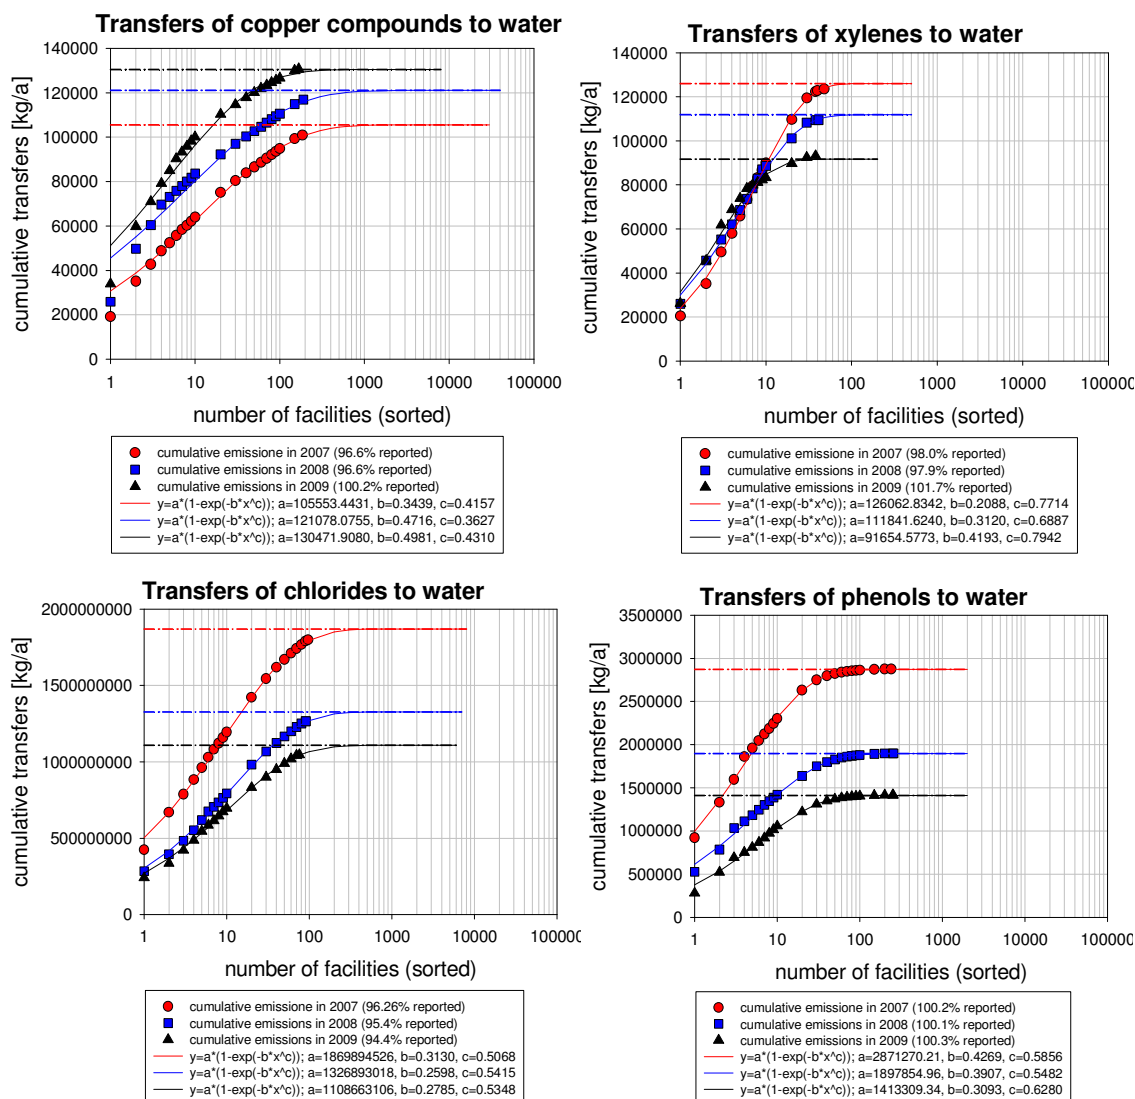 Transfers of copper compounds to water
cumulative transfers [kg/a]
140000
120000
100000
80000
60000
40000
20000
0
1 10 100 1000 10000 100000
number of facilities (sorted)
cumulative emissione in 2007 (96.6% reported)
cumulative emissions in 2008 (96.6% reported)
cumulative emissions in 2009 (100.2% reported)
y=a*(1-exp(-b*x^c)); a=105553.4431, b=0.3439, c=0.4157
y=a*(1-exp(-b*x^c)); a=121078.0755, b=0.4716, c=0.3627
y=a*(1-exp(-b*x^c)); a=130471.9080, b=0.4981, c=0.4310
Transfers of xylenes to water
cumulative transfers [kg/a]
140000
120000
100000
80000
60000
40000
20000
0
1 10 100 1000 10000 100000
number of facilities (sorted)
cumulative emissione in 2007 (98.0% reported)
cumulative emissions in 2008 (97.9% reported)
cumulative emissions in 2009 (101.7% reported)
y=a*(1-exp(-b*x^c)); a=126062.8342, b=0.2088, c=0.7714
y=a*(1-exp(-b*x^c)); a=111841.6240, b=0.3120, c=0.6887
y=a*(1-exp(-b*x^c)); a=91654.5773, b=0.4193, c=0.7942
Transfers of chlorides to water
cumulative transfers [kg/a]
2000000000
1500000000
1000000000
500000000
0
1 10 100 1000 10000 100000
number of facilities (sorted)
cumulative emissione in 2007 (96.26% reported)
cumulative emissions in 2008 (95.4% reported)
cumulative emissions in 2009 (94.4% reported)
y=a*(1-exp(-b*x^c)); a=1869894526, b=0.3130, c=0.5068
y=a*(1-exp(-b*x^c)); a=1326893018, b=0.2598, c=0.5415
y=a*(1-exp(-b*x^c)); a=1108663106, b=0.2785, c=0.5348
Transfers of phenols to water
cumulative transfers [kg/a]
3500000
3000000
2500000
2000000
1500000
1000000
500000
0
1 10 100 1000 10000 100000
number of facilities (sorted)
cumulative emissione in 2007 (100.2% reported)
cumulative emissions in 2008 (100.1% reported)
cumulative emissions in 2009 (100.3% reported)
y=a*(1-exp(-b*x^c)); a=2871270.21, b=0.4269, c=0.5856
y=a*(1-exp(-b*x^c)); a=1897854.96, b=0.3907, c=0.5482
y=a*(1-exp(-b*x^c)); a=1413309.34, b=0.3093, c=0.6280